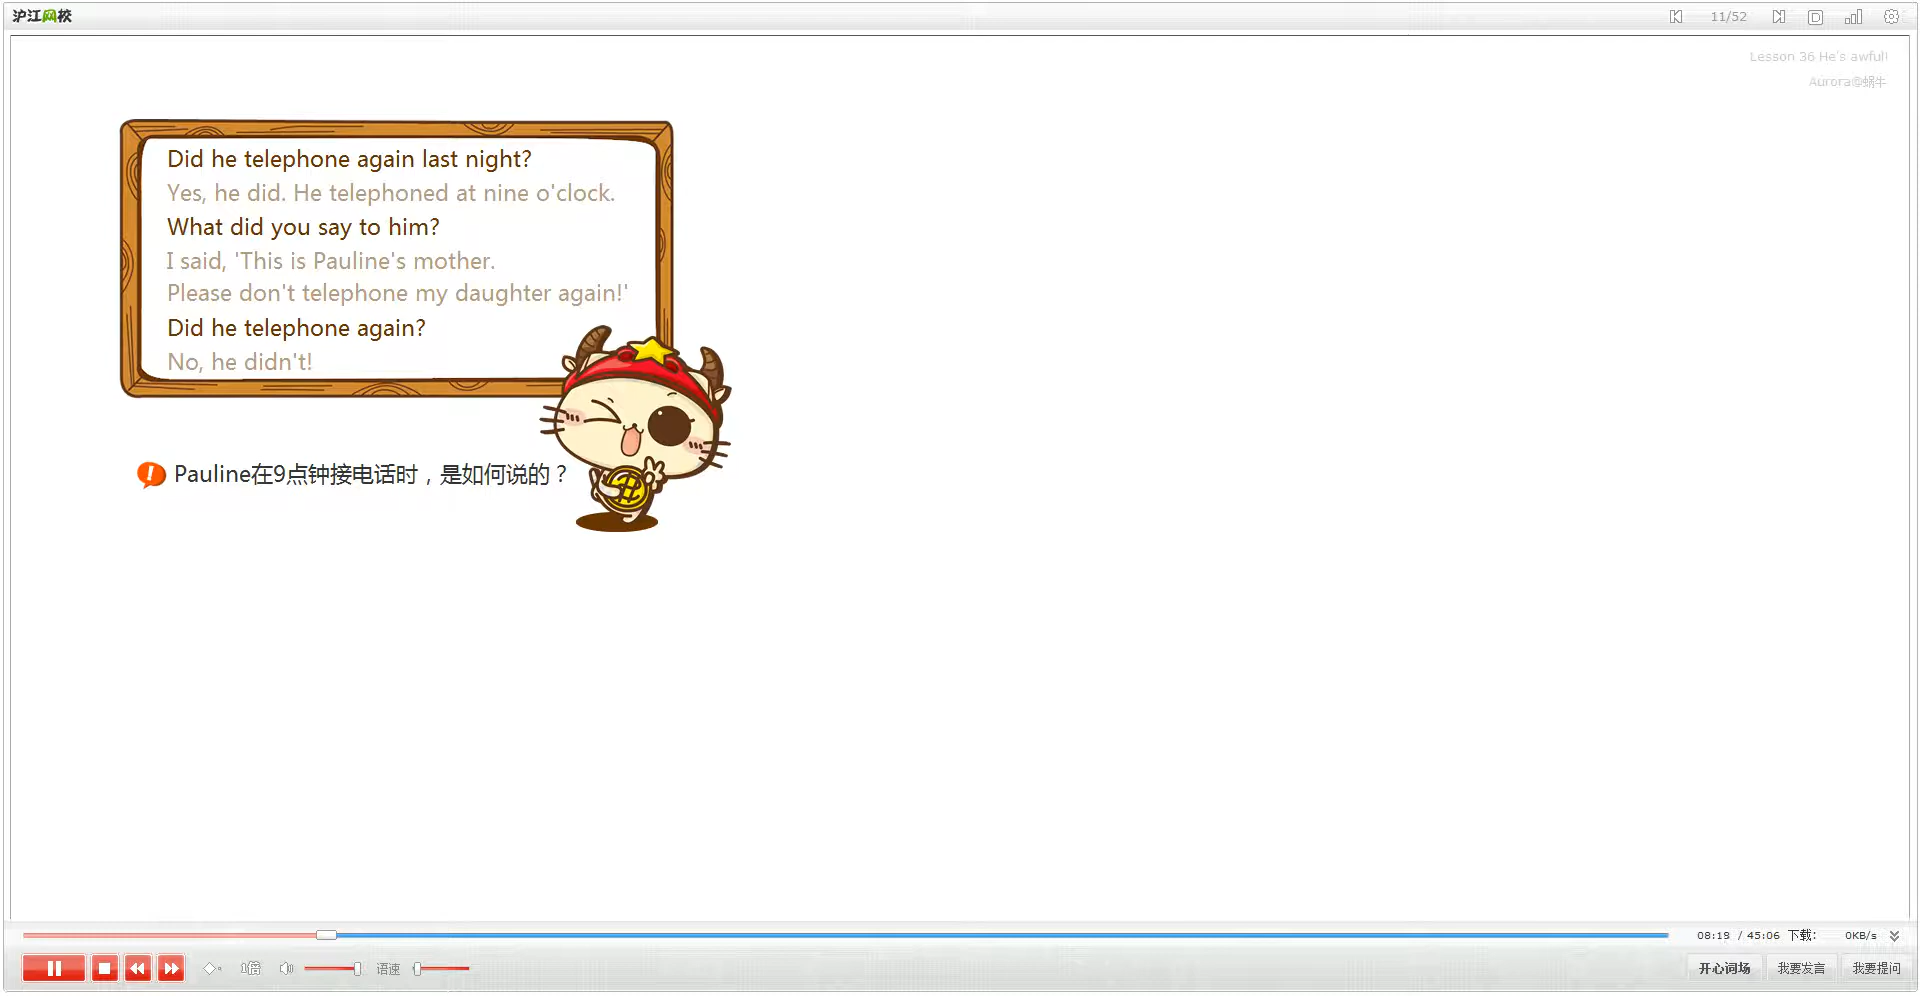 沪江网校
11/52
Lesson 36 He's awful!
Aurora@蜗牛
Did he telephone again last night?
Yes, he did. He telephoned at nine o'clock.
What did you say to him?
I said, 'This is Pauline's mother.
Please don't telephone my daughter again!'
Did he telephone again?
No, he didn't!
Pauline在9点钟接电话时，是如何说的？
08:19 / 45:06 下载: 0KB/s
1倍
语速
开心词场
我要发言
我要提问